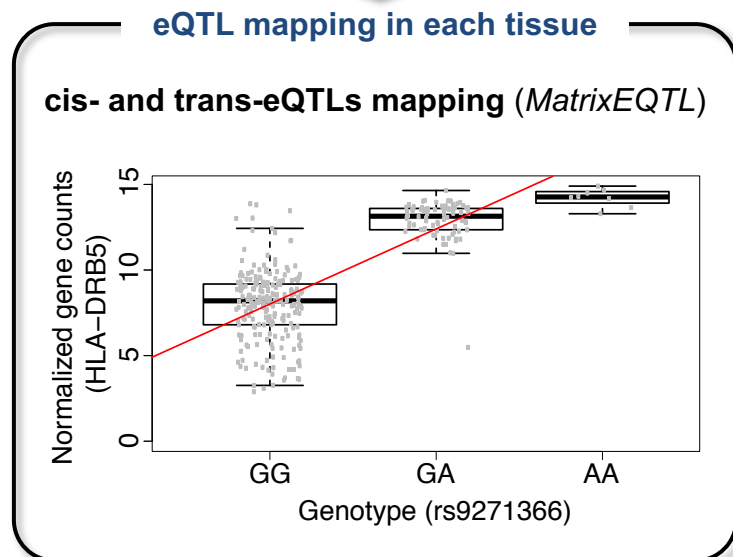 eQTL mapping in each tissue
cis- and trans-eQTLs mapping (MatrixEQTL)
Normalized gene counts
(HLA−DRB5)
15
10
5
0
GG GA AA
Genotype (rs9271366)